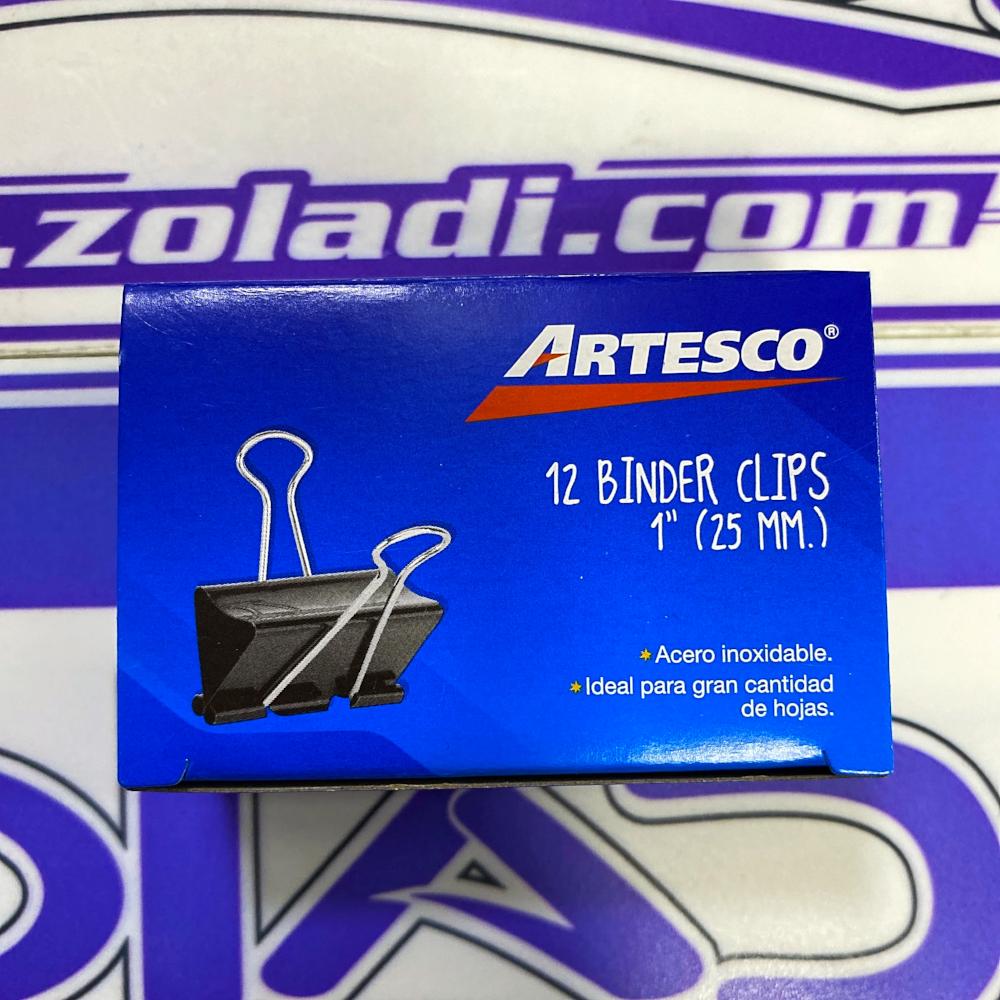 .zoladi.com
ARTESCO®
12 BINDER CLIPS
1" (25 MM.)
✶Acero inoxidable.
✶Ideal para gran cantidad
de hojas.